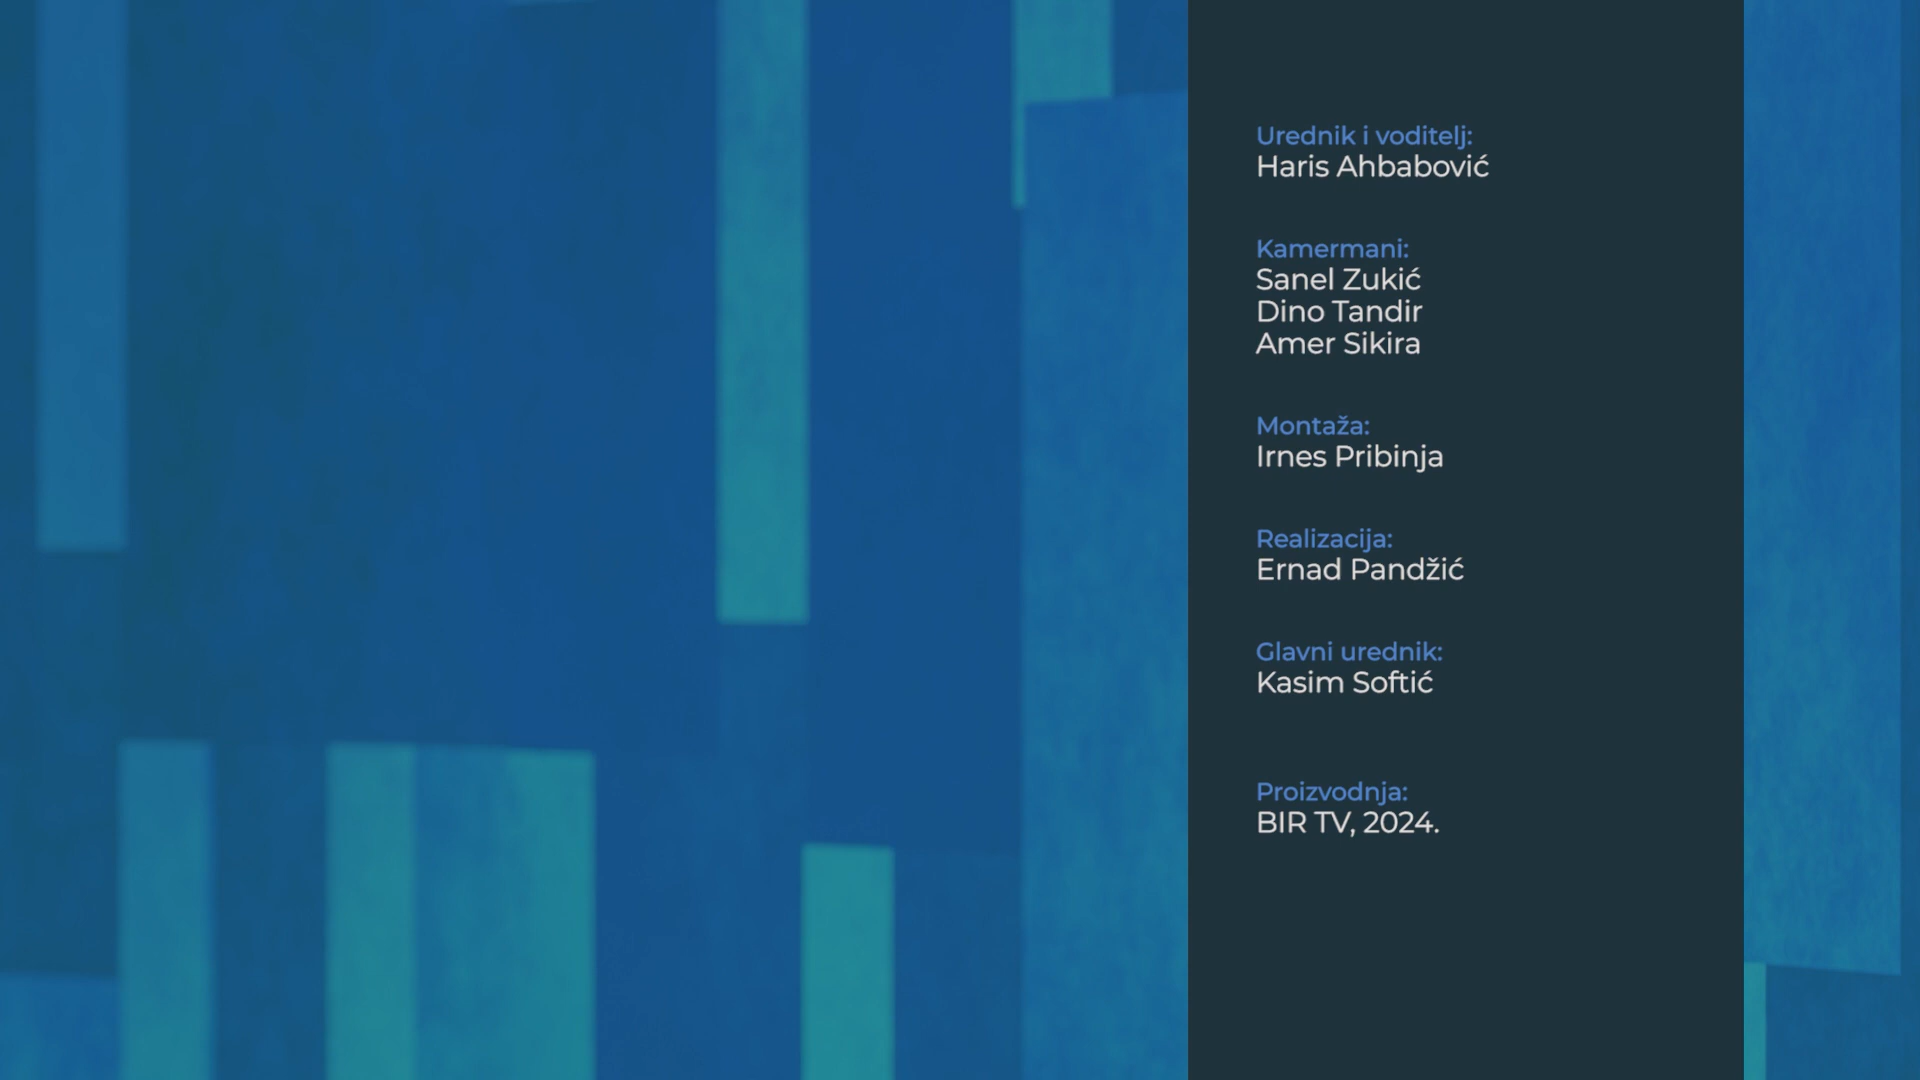 Urednik i voditelj:
Haris Ahbabović
Kamermani:
Sanel Zukić
Dino Tandir
Amer Sikira
Montaža:
Irnes Pribinja
Realizacija:
Ernad Pandžić
Glavni urednik:
Kasim Softić
Proizvodnja:
BIR TV, 2024.